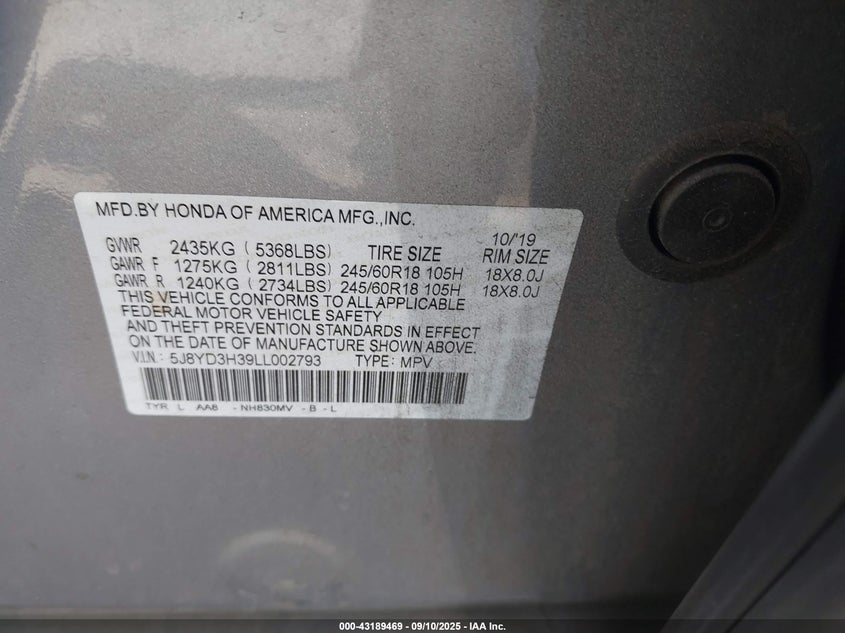 MFD.BY HONDA OF AMERICA MFG.,INC.
10/'19
GVWR 2435KG ( 5368LBS) TIRE SIZE RIM SIZE
GAWR F 1275KG ( 2811LBS) 245/60R18 105H 18X8.0J
GAWR R 1240KG ( 2734LBS) 245/60R18 105H 18X8.0J
THIS VEHICLE CONFORMS TO ALL APPLICABLE
FEDERAL MOTOR VEHICLE SAFETY
AND THEFT PREVENTION STANDARDS IN EFFECT
ON THE DATE OF MANUFACTURE SHOWN ABOVE.
V.I.N: 5J8YD3H39LL002793 TYPE: MPV
TYR L AA8 -NH830MV -B -L
000-43189469 - 09/10/2025 - IAA Inc.